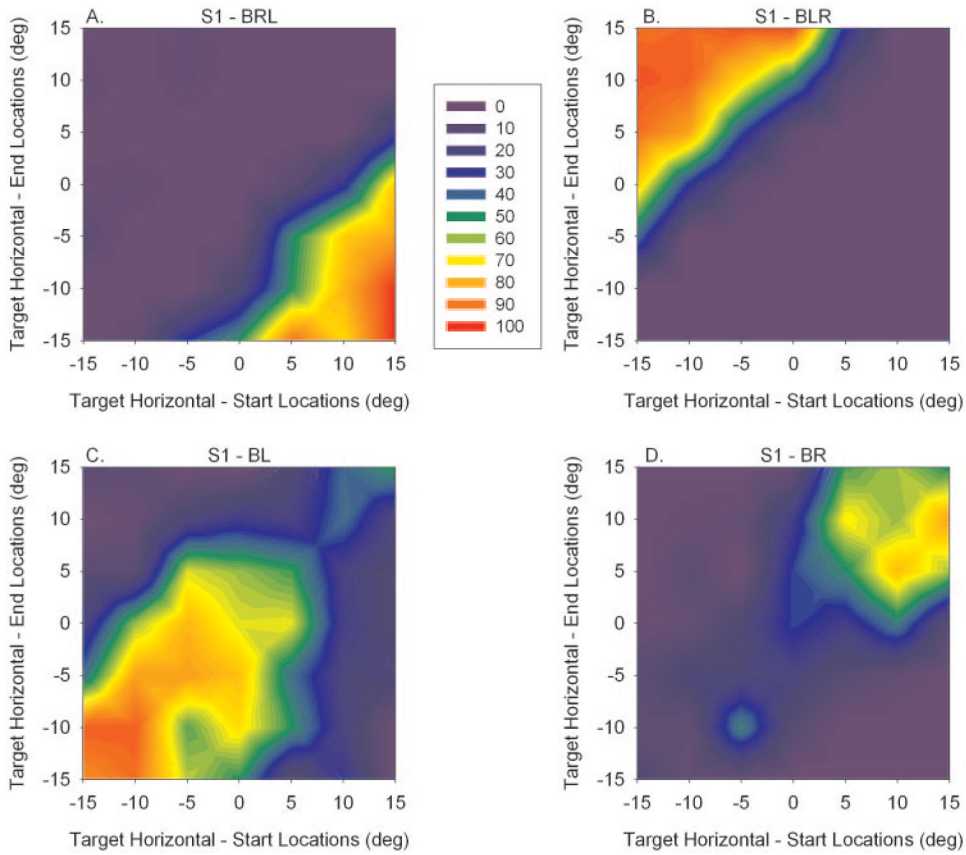 A. S1 - BRL
B. S1 - BLR
Target Horizontal - End Locations (deg)
15
10
5
0
-5
-10
-15
-15 -10 -5 0 5 10 15
Target Horizontal - Start Locations (deg)
0
10
20
30
40
50
60
70
80
90
100
Target Horizontal - End Locations (deg)
15
10
5
0
-5
-10
-15
-15 -10 -5 0 5 10 15
Target Horizontal - Start Locations (deg)
C. S1 - BL
Target Horizontal - End Locations (deg)
15
10
5
0
-5
-10
-15
-15 -10 -5 0 5 10 15
Target Horizontal - Start Locations (deg)
D. S1 - BR
Target Horizontal - End Locations (deg)
15
10
5
0
-5
-10
-15
-15 -10 -5 0 5 10 15
Target Horizontal - Start Locations (deg)